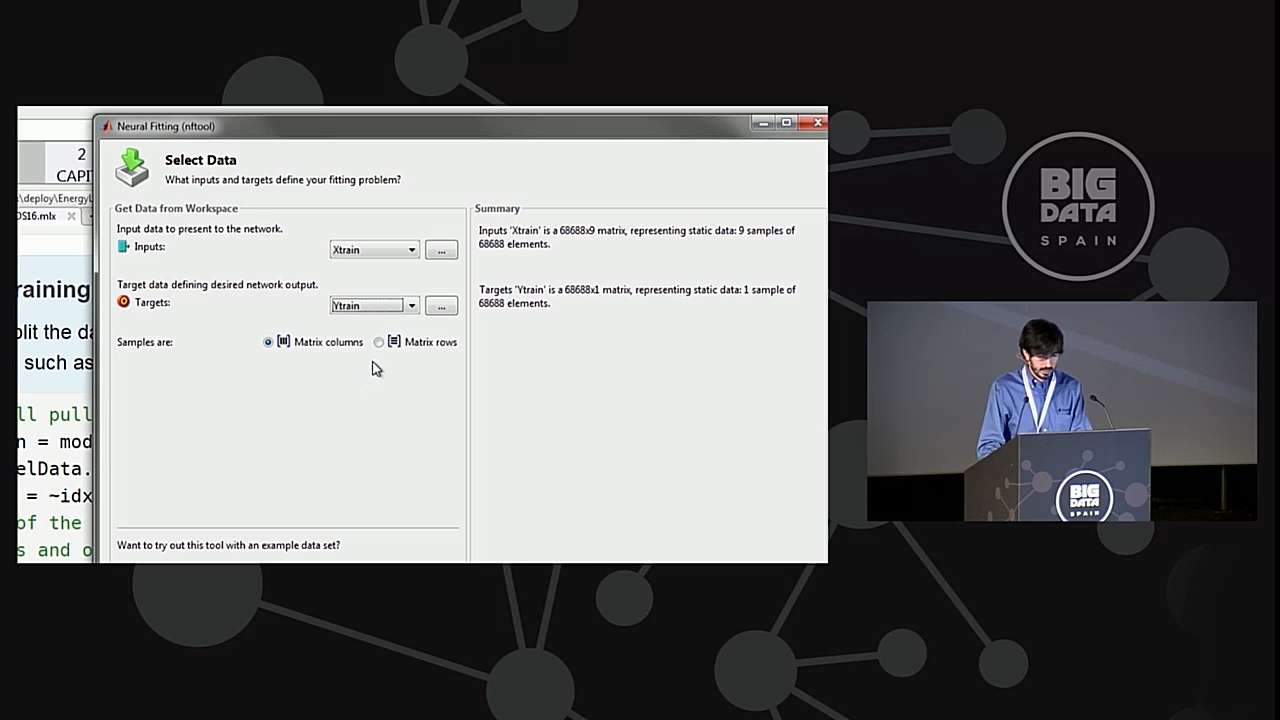 Neural Fitting (nftool)
2
CAPI
Select Data
What inputs and targets define your fitting problem?
\deploy\EnergyL
OS16.mlx
Get Data from Workspace
Input data to present to the network.
Inputs:
Xtrain
...
Target data defining desired network output.
Targets:
Ytrain
...
Samples are:
Matrix columns
Matrix rows
Summary
Inputs 'Xtrain' is a 68688x9 matrix, representing static data: 9 samples of
68688 elements.
Targets 'Ytrain' is a 68688x1 matrix, representing static data: 1 sample of
68688 elements.
raining
plit the da
such as
ll pull
n = mod
elData.
= ~idx
of the
s and o
Want to try out this tool with an example data set?
BIG
DATA
SPAIN
BIG
DATA
SPAIN